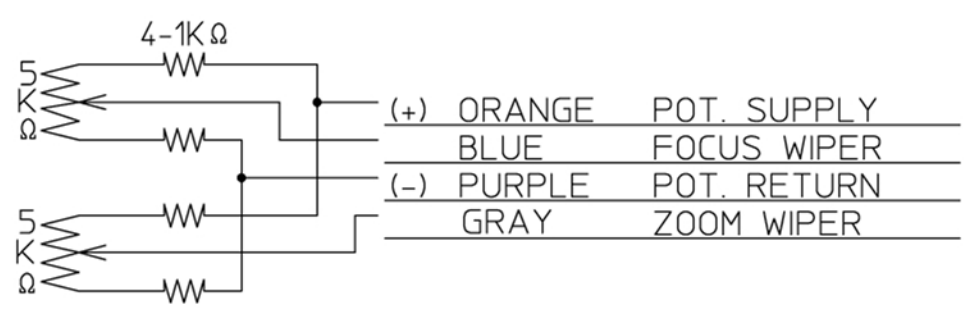 4-1KΩ
5
K
Ω
(+) ORANGE POT. SUPPLY
BLUE FOCUS WIPER
(-) PURPLE POT. RETURN
GRAY ZOOM WIPER
5
K
Ω